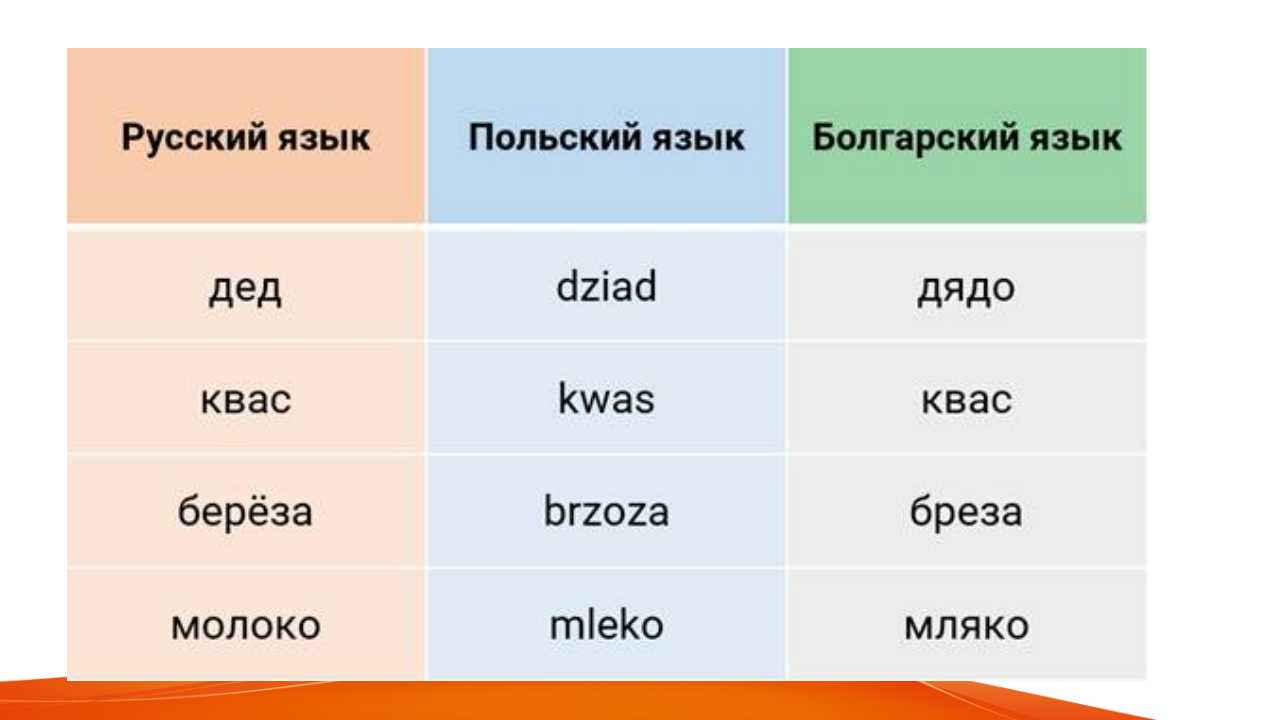 Русский язык Польский язык Болгарский язык
дед dziad дядо
квас kwas квас
берёза brzoza бреза
молоко mleko мляко